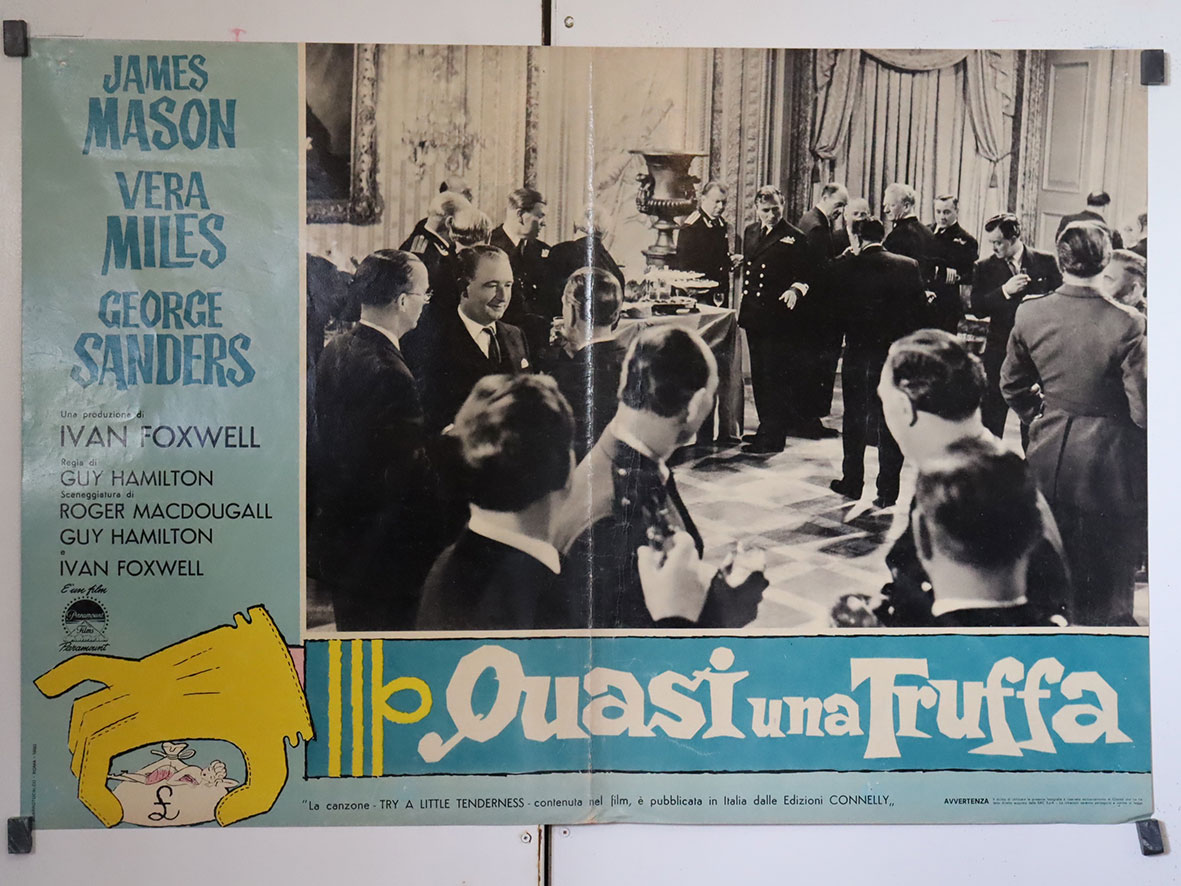 JAMES
MASON
VERA
MILES
GEORGE
SANDERS
Una produzione di
IVAN FOXWELL
Regia di
GUY HAMILTON
Sceneggiatura di
ROGER MACDOUGALL
GUY HAMILTON
e
IVAN FOXWELL
E' un film
Paramount
Films
Paramount
£
Quasi una Truffa
"La canzone - TRY A LITTLE TENDERNESS - contenuta nel film, è pubblicata in Italia dalle Edizioni CONNELLY„
AVVERTENZA